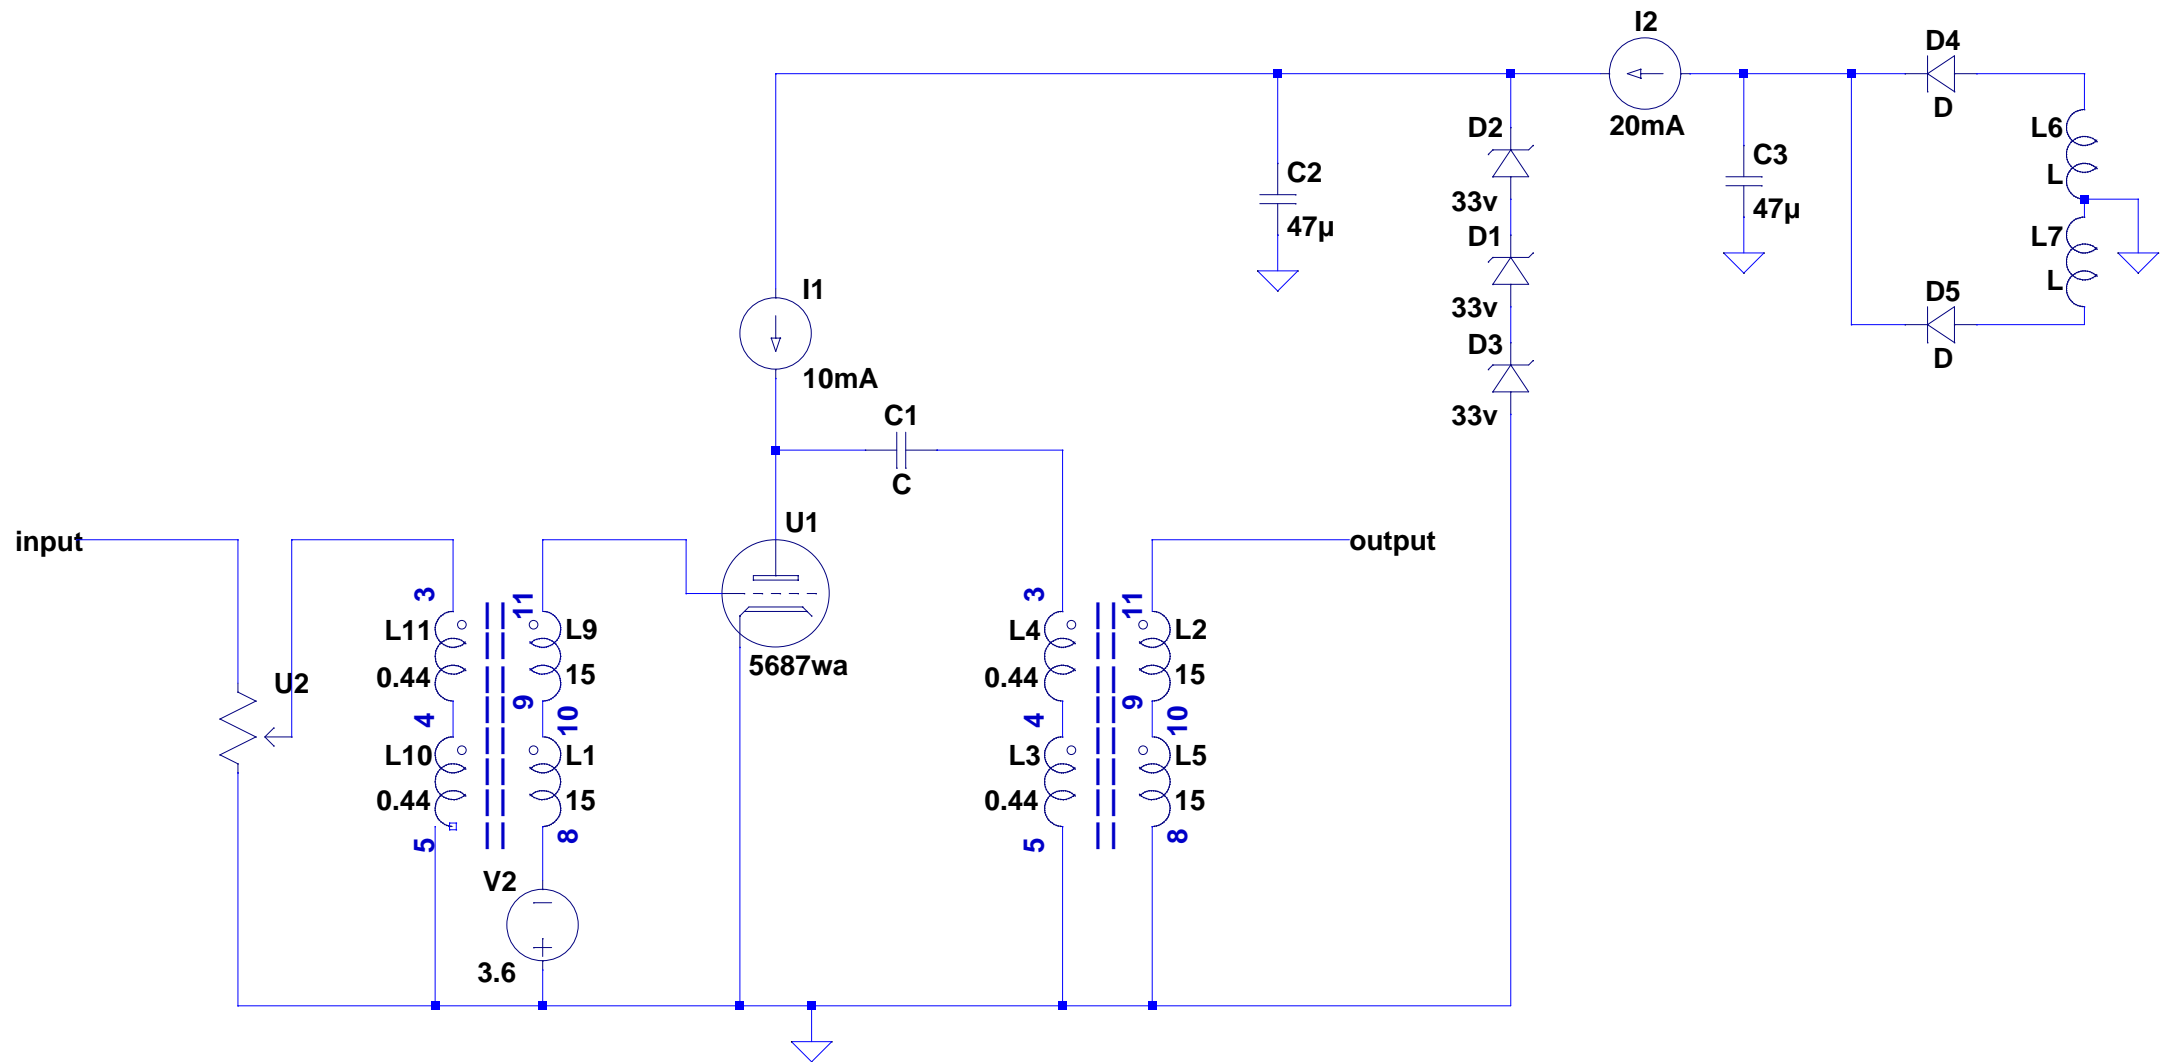 I2
20mA
D4
D
L6
L
L7
L
D5
D
C3
47µ
D2
33v
D1
33v
D3
33v
C2
47µ
I1
10mA
C1
C
U1
5687wa
input
output
U2
3
L11
0.44
4
L10
0.44
5
11
L9
15
9
10
L1
15
8
V2
3.6
3
L4
0.44
4
L3
0.44
5
11
L2
15
9
10
L5
15
8